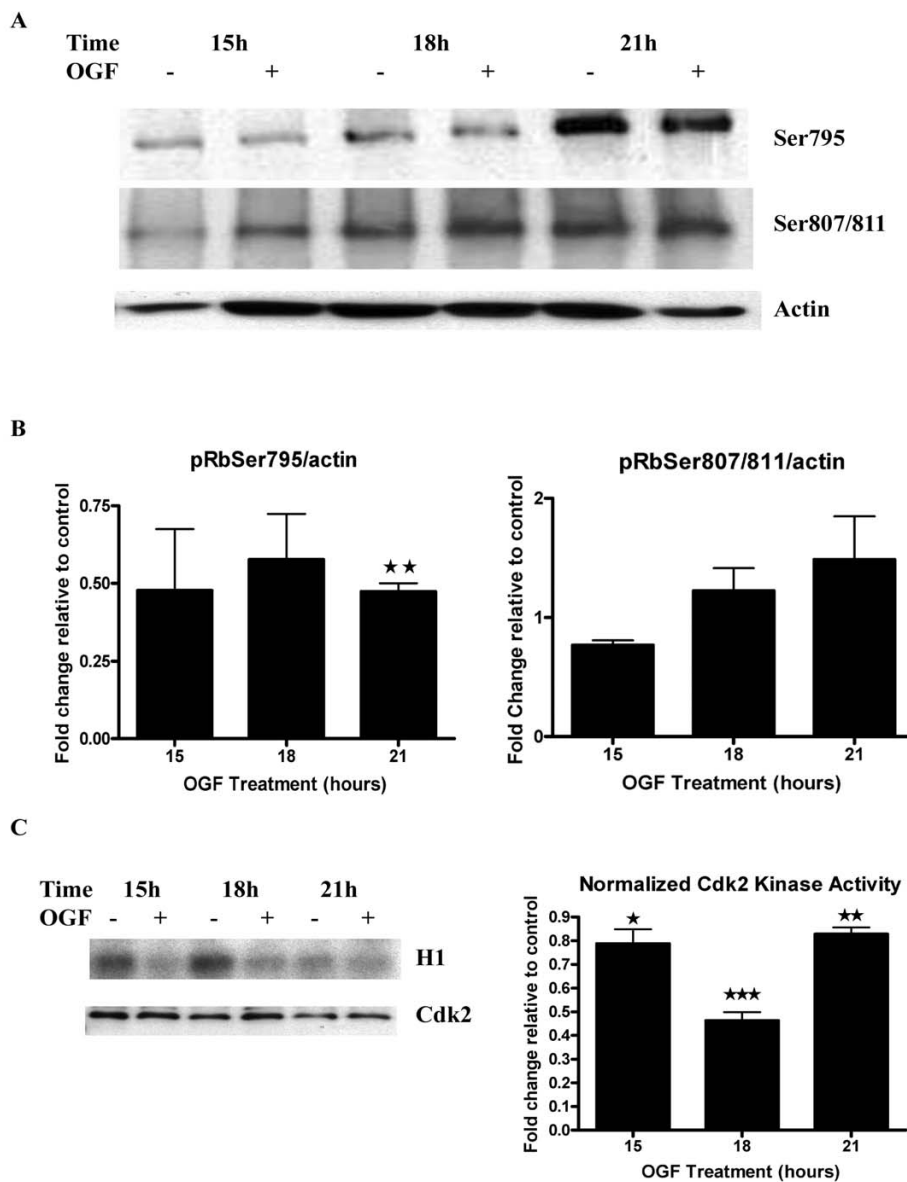 A
Time 15h 18h 21h
OGF - + - + - +
Ser795
Ser807/811
Actin
B
pRbSer795/actin
Fold change relative to control
0.75
0.50
0.25
0.00
★★
15 18 21
OGF Treatment (hours)
pRbSer807/811/actin
Fold Change relative to control
2
1
0
15 18 21
OGF Treatment (hours)
C
Time 15h 18h 21h
OGF - + - + - +
H1
Cdk2
Normalized Cdk2 Kinase Activity
Fold change relative to control
0.9
0.8
0.7
0.6
0.5
0.4
0.3
0.2
0.1
0.0
★ ★★★ ★★
15 18 21
OGF Treatment (hours)